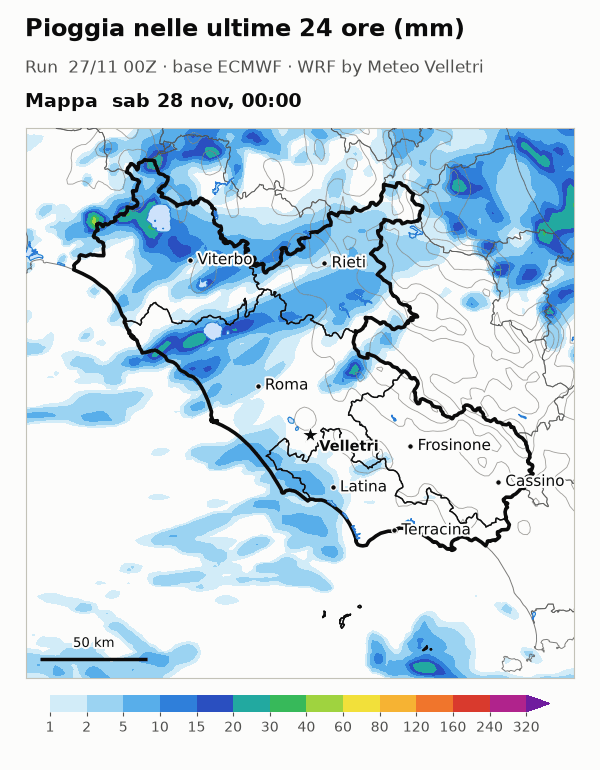 Pioggia nelle ultime 24 ore (mm)
Run  27/11 00Z · base ECMWF · WRF by Meteo Velletri
Mappa  sab 28 nov, 00:00
Viterbo
Rieti
Roma
Velletri
Frosinone
Latina
Cassino
Terracina
50 km
1 2 5 10 15 20 30 40 60 80 120 160 240 320